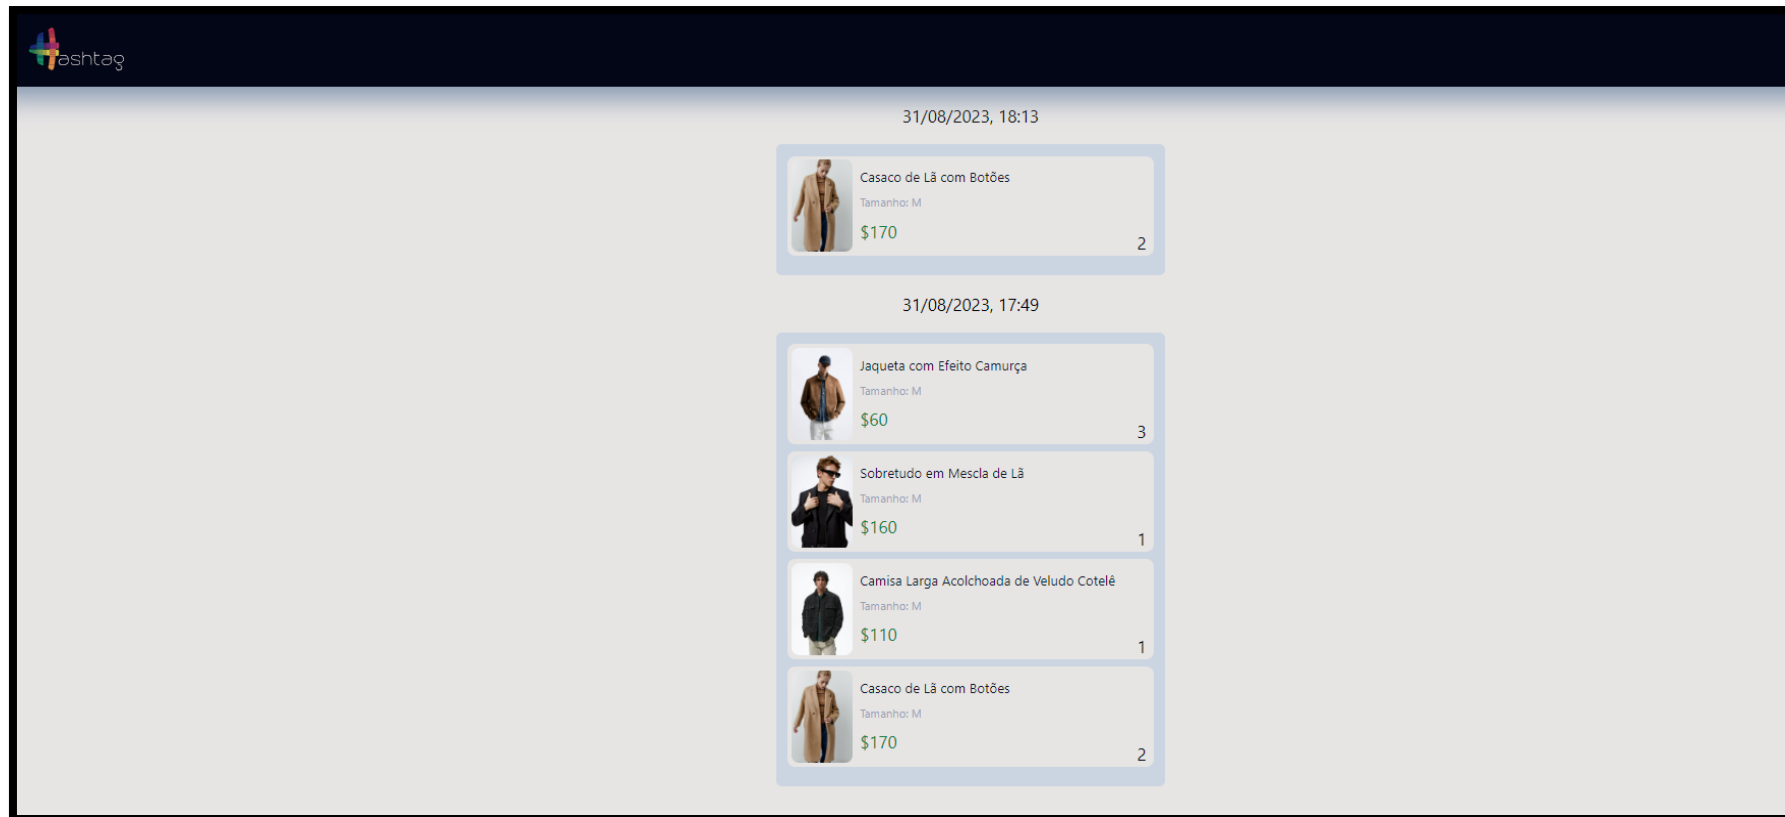 Hashtag
31/08/2023, 18:13
Casaco de Lã com Botões
Tamanho: M
$170
2
31/08/2023, 17:49
Jaqueta com Efeito Camurça
Tamanho: M
$60
3
Sobretudo em Mescla de Lã
Tamanho: M
$160
1
Camisa Larga Acolchoada de Veludo Cotelê
Tamanho: M
$110
1
Casaco de Lã com Botões
Tamanho: M
$170
2